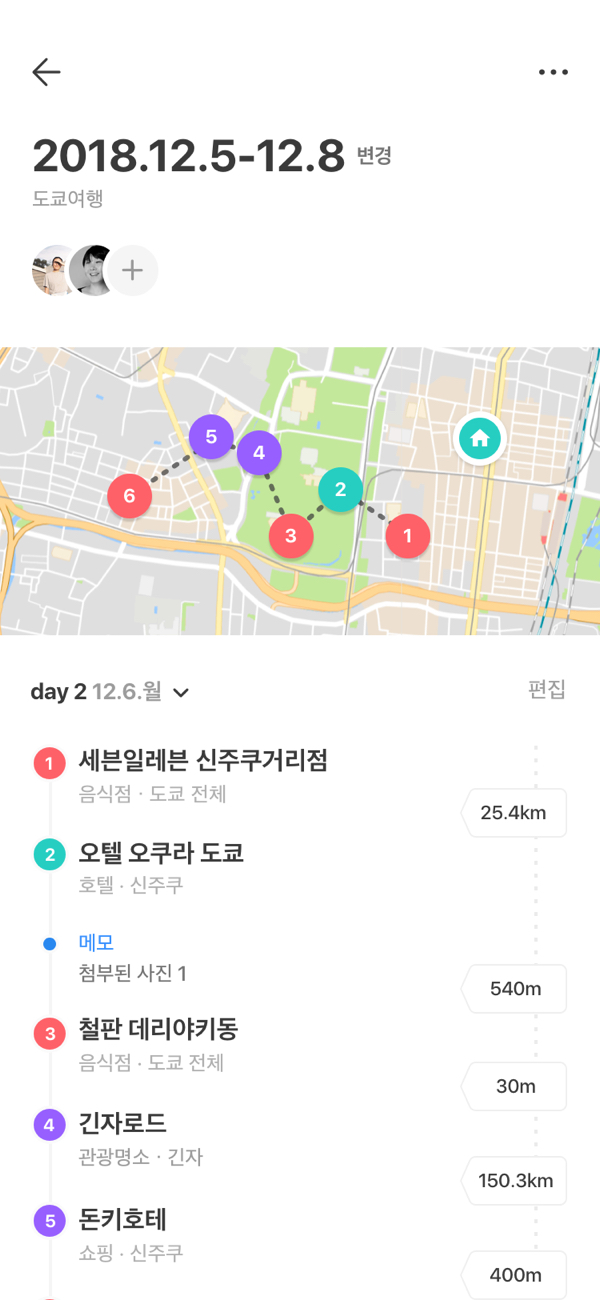 2018.12.5-12.8 변경
도쿄여행
5
4
2
6
3
1
day 2 12.6.월
편집
1 세븐일레븐 신주쿠거리점
음식점 · 도쿄 전체
25.4km
2 오텔 오쿠라 도쿄
호텔 · 신주쿠
메모
첨부된 사진 1
540m
3 철판 데리야키동
음식점 · 도쿄 전체
30m
4 긴자로드
관광명소 · 긴자
150.3km
5 돈키호테
쇼핑 · 신주쿠
400m